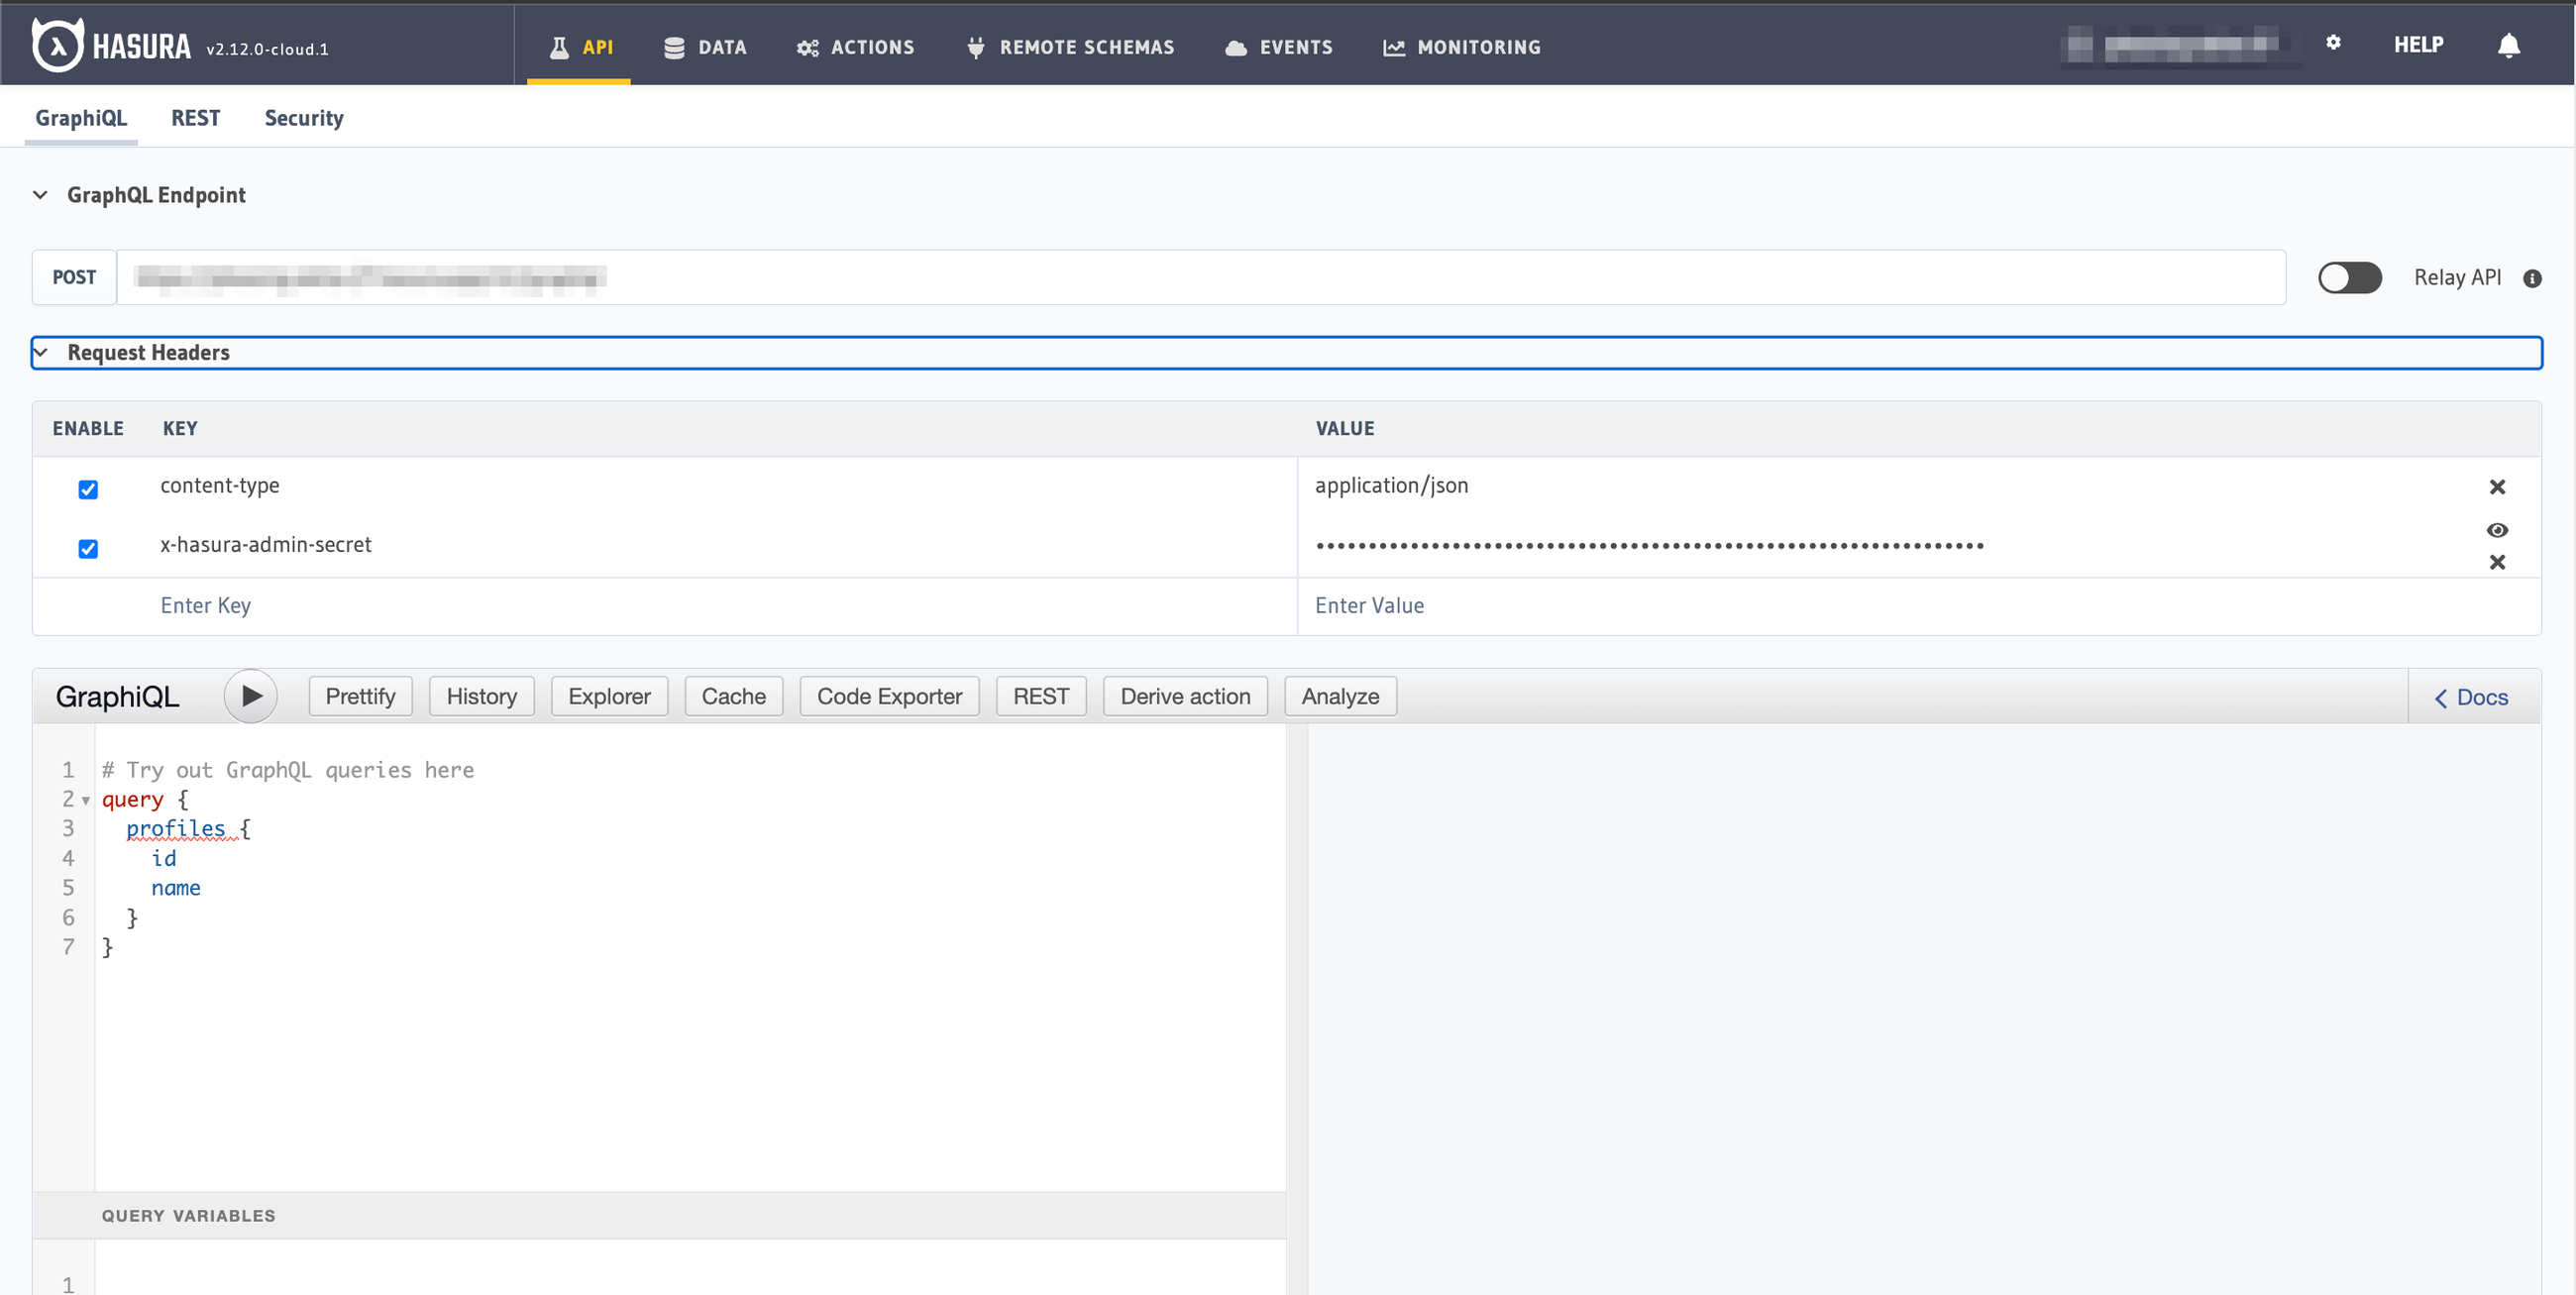 HASURA v2.12.0-cloud.1 API DATA ACTIONS REMOTE SCHEMAS EVENTS MONITORING HELP
GraphiQL REST Security
GraphQL Endpoint
POST Relay API
Request Headers
ENABLE KEY VALUE
content-type application/json
x-hasura-admin-secret ••••••••••••••••••••••••••••••••••••••••••••••••••••••••••••••••
Enter Key Enter Value
GraphiQL Prettify History Explorer Cache Code Exporter REST Derive action Analyze Docs
1 # Try out GraphQL queries here
2 query {
3 profiles {
4 id
5 name
6 }
7 }
QUERY VARIABLES
1